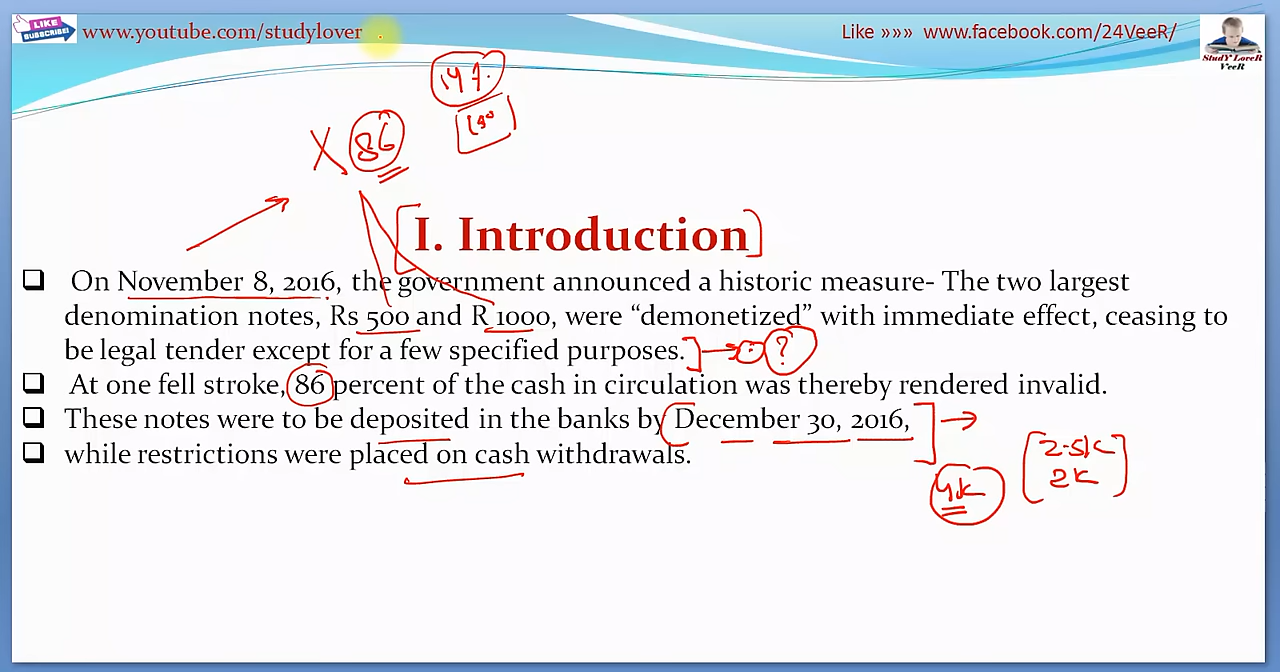 LIKE
SUBSCRIBE!
www.youtube.com/studylover
Like »»» www.facebook.com/24VeeR/
StudY LoveR
VeeR
14%
X 86
I. Introduction
❑ On November 8, 2016, the government announced a historic measure- The two largest
denomination notes, Rs 500 and R 1000, were “demonetized” with immediate effect, ceasing to
be legal tender except for a few specified purposes. ?
❑ At one fell stroke, 86 percent of the cash in circulation was thereby rendered invalid.
❑ These notes were to be deposited in the banks by December 30, 2016,
❑ while restrictions were placed on cash withdrawals.
2.5K
2K
4K